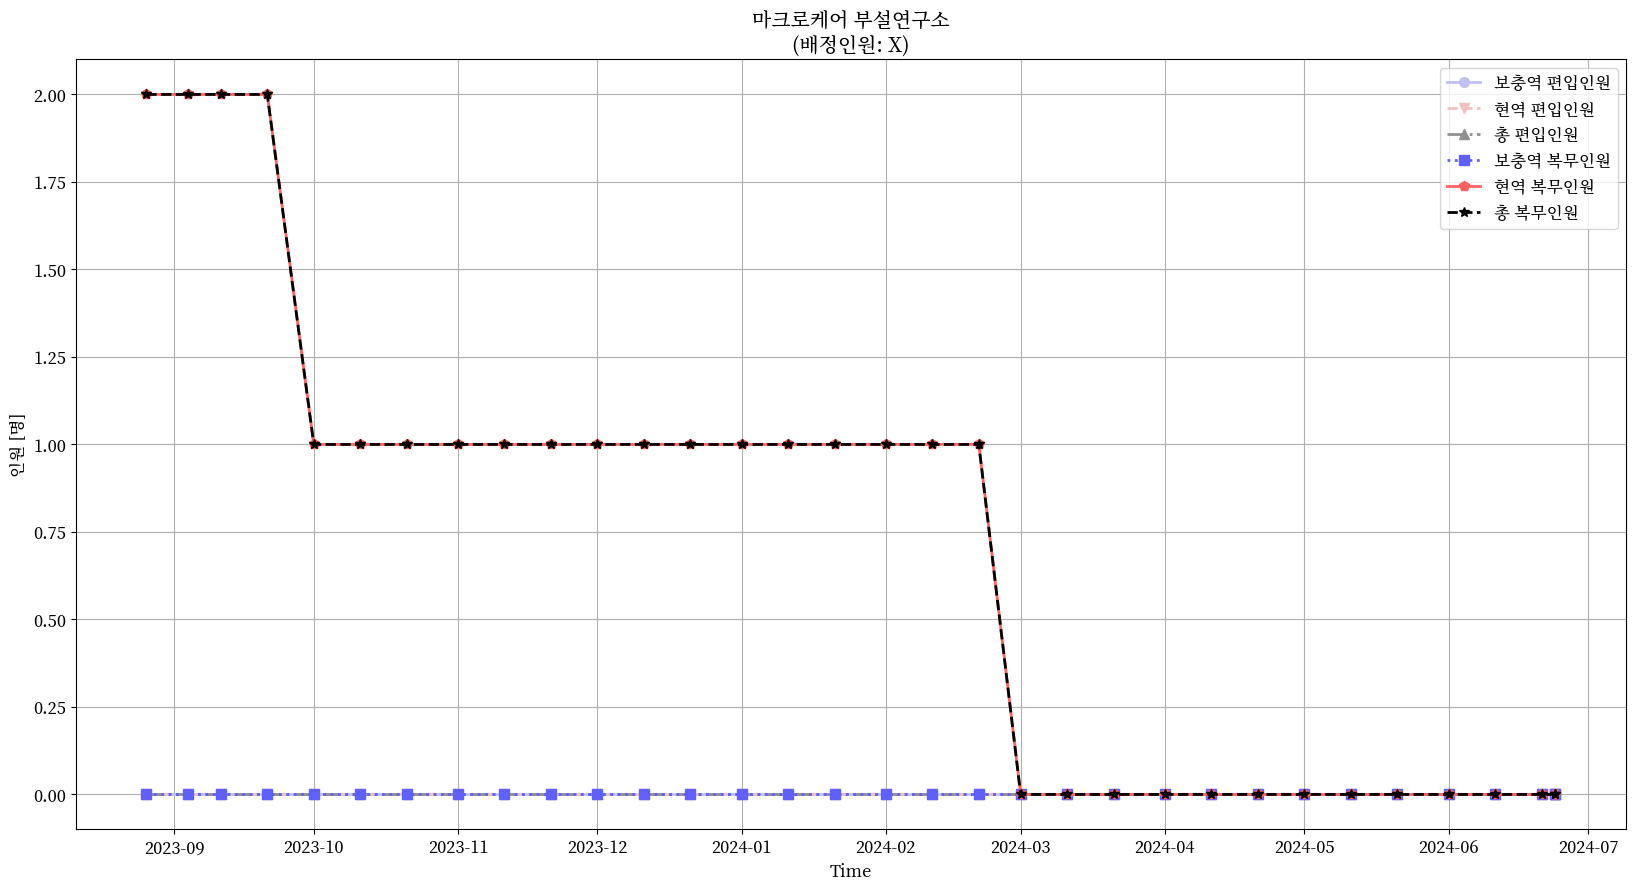 마크로케어 부설연구소
(배정인원: X)
보충역 편입인원
현역 편입인원
총 편입인원
보충역 복무인원
현역 복무인원
총 복무인원
인원 [명]
2.00
1.75
1.50
1.25
1.00
0.75
0.50
0.25
0.00
2023-09
2023-10
2023-11
2023-12
2024-01
2024-02
2024-03
2024-04
2024-05
2024-06
2024-07
Time